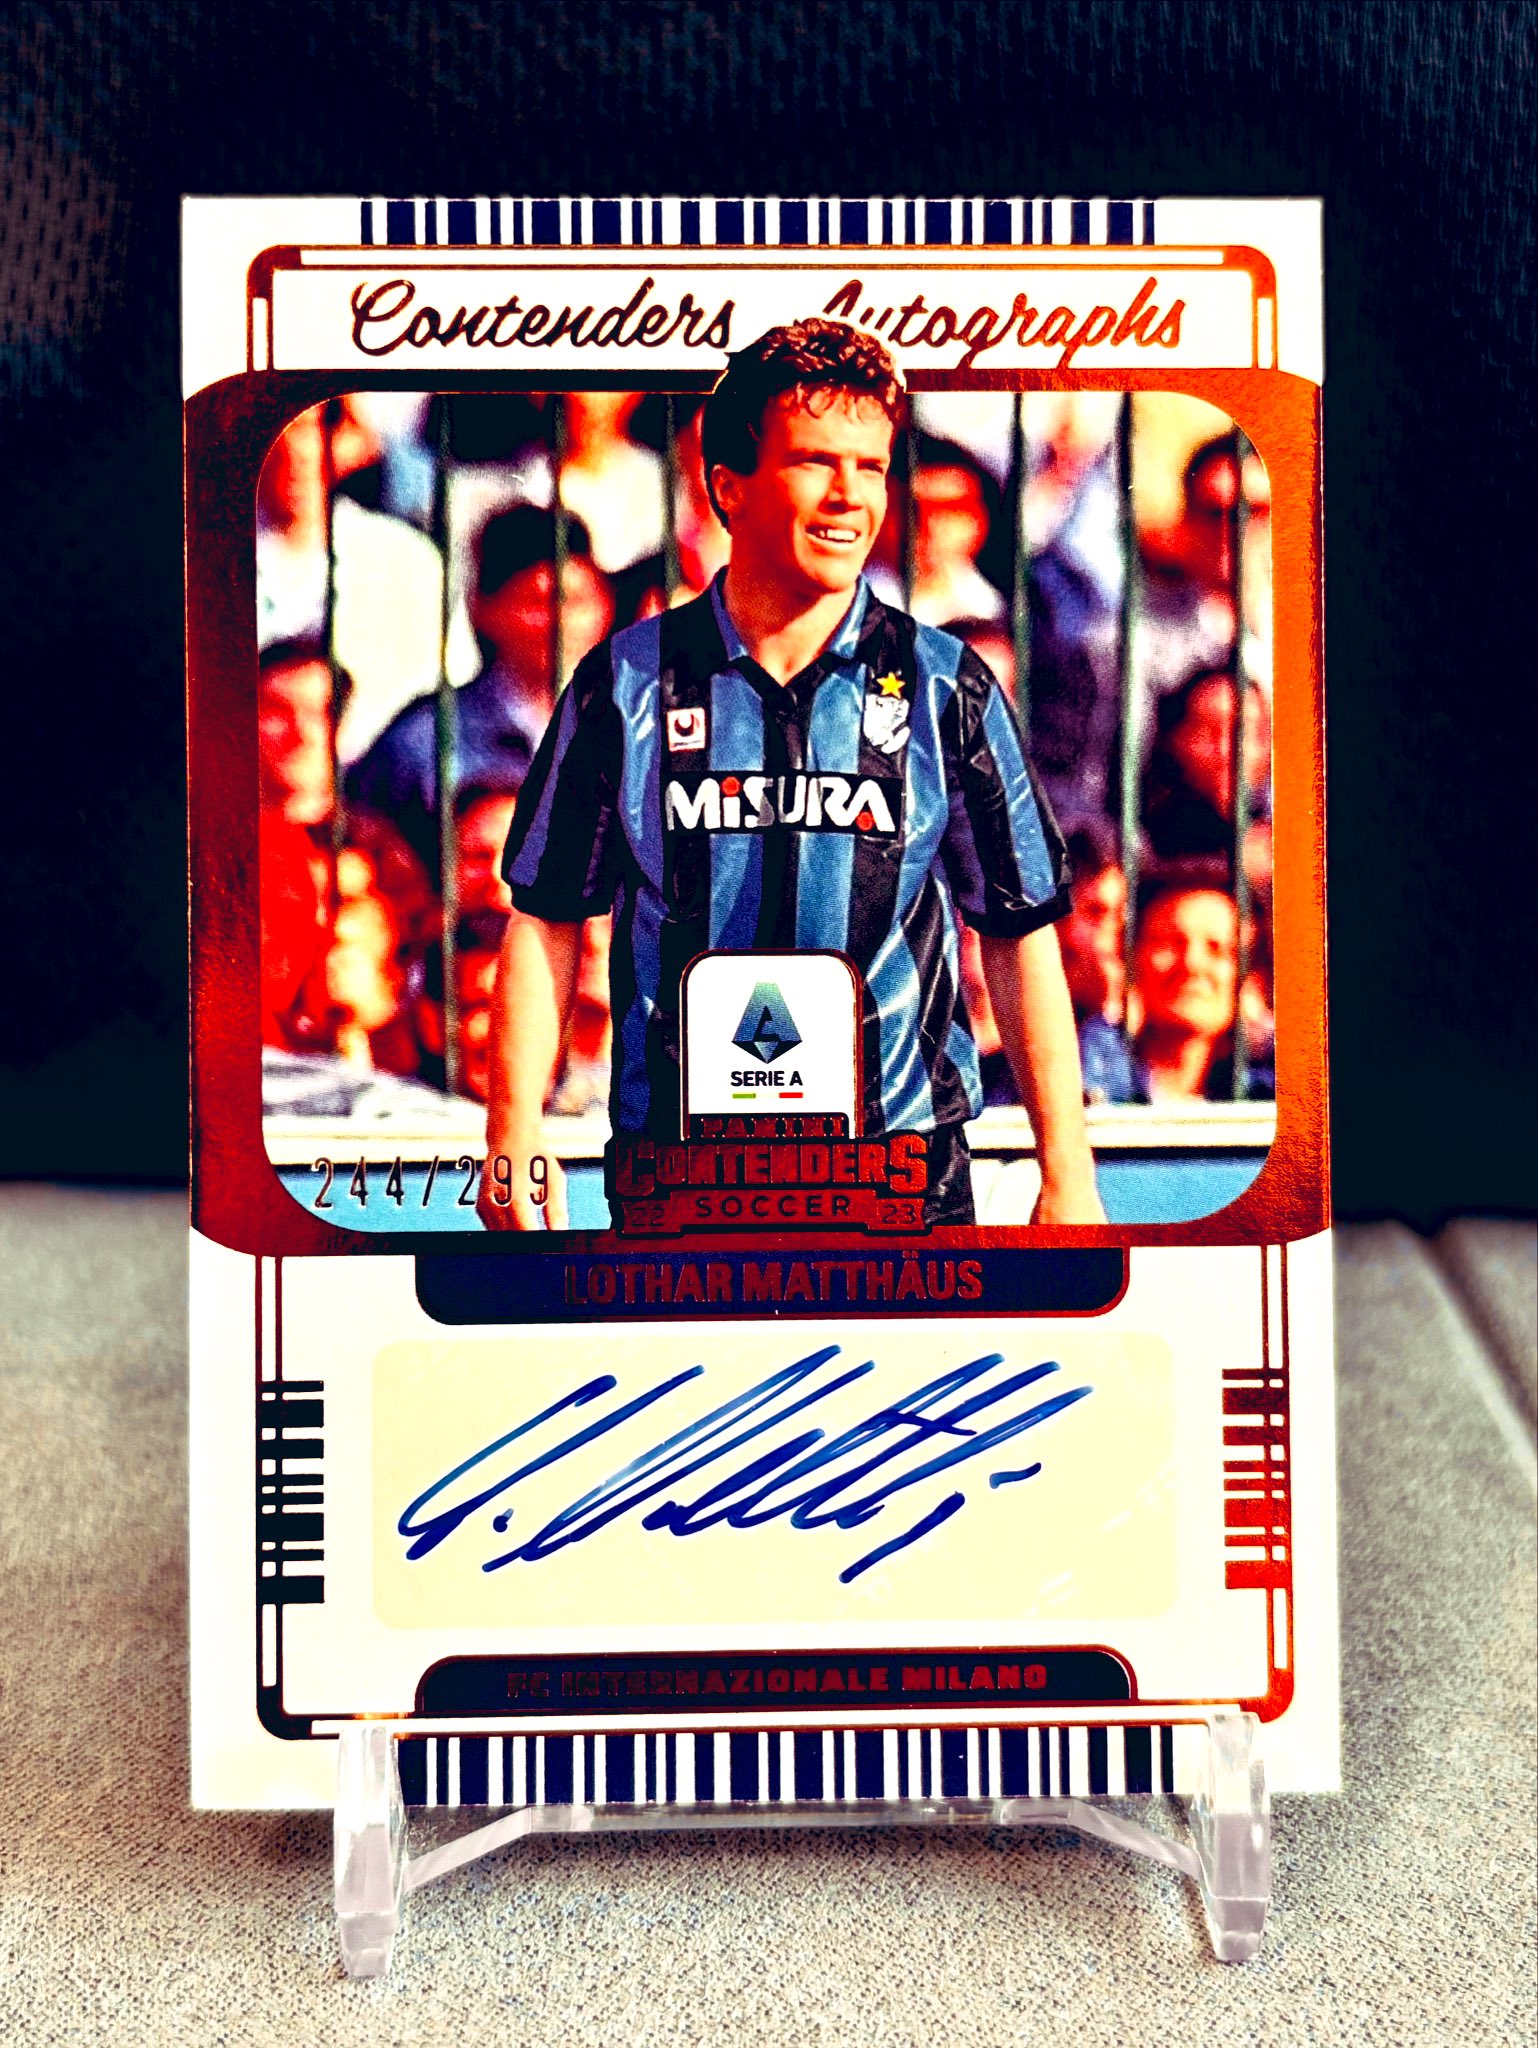 Contenders Autographs
MISURA
SERIE A
PANINI
CONTENDERS
244/299
22 SOCCER 23
LOTHAR MATTHÄUS
FC INTERNAZIONALE MILANO